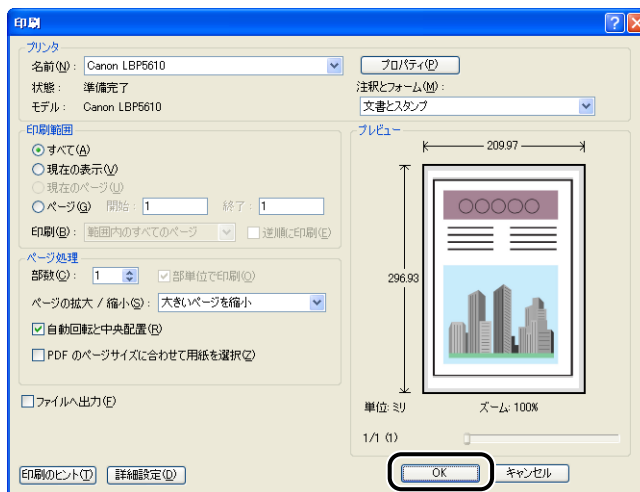 印刷
プリンタ
名前(N): Canon LBP5610
プロパティ(P)
状態: 準備完了
注釈とフォーム(M):
モデル: Canon LBP5610
文書とスタンプ
印刷範囲
すべて(A)
現在の表示(V)
現在のページ(U)
ページ(G) 開始: 1 終了: 1
印刷(B): 範囲内のすべてのページ 逆順に印刷(E)
ページ処理
部数(C): 1 部単位で印刷(O)
ページの拡大 / 縮小(S): 大きいページを縮小
自動回転と中央配置(R)
PDF のページサイズに合わせて用紙を選択(Z)
ファイルへ出力(F)
プレビュー
209.97
○○○○○
296.93
単位: ミリ ズーム: 100%
1/1 (1)
印刷のヒント(T) 詳細設定(D) OK キャンセル